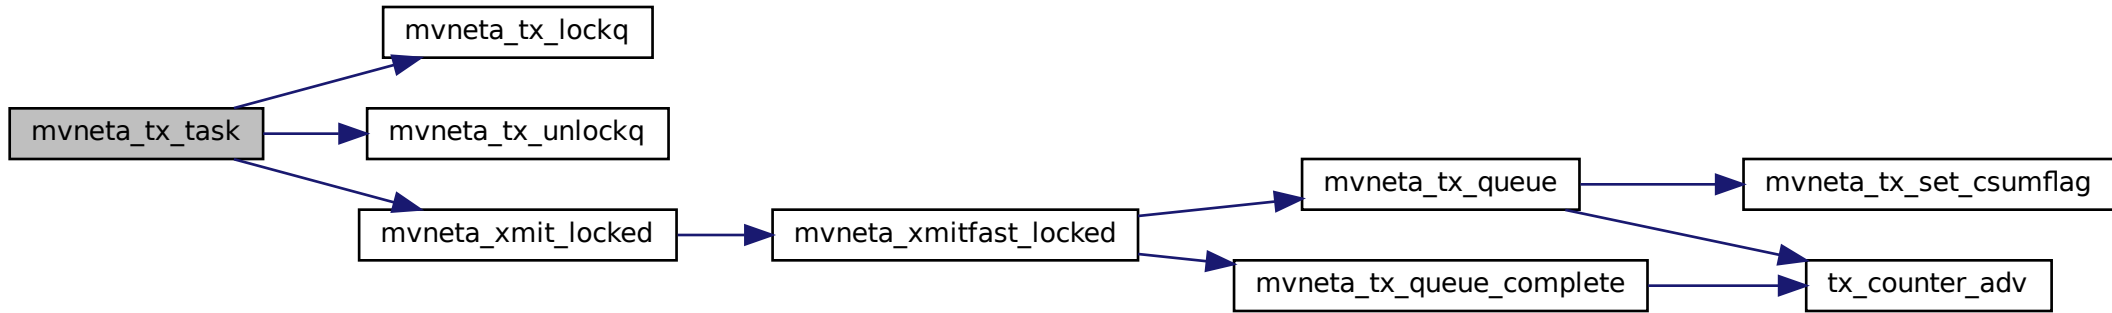 mvneta_tx_task
mvneta_tx_lockq
mvneta_tx_unlockq
mvneta_xmit_locked
mvneta_xmitfast_locked
mvneta_tx_queue
mvneta_tx_queue_complete
mvneta_tx_set_csumflag
tx_counter_adv